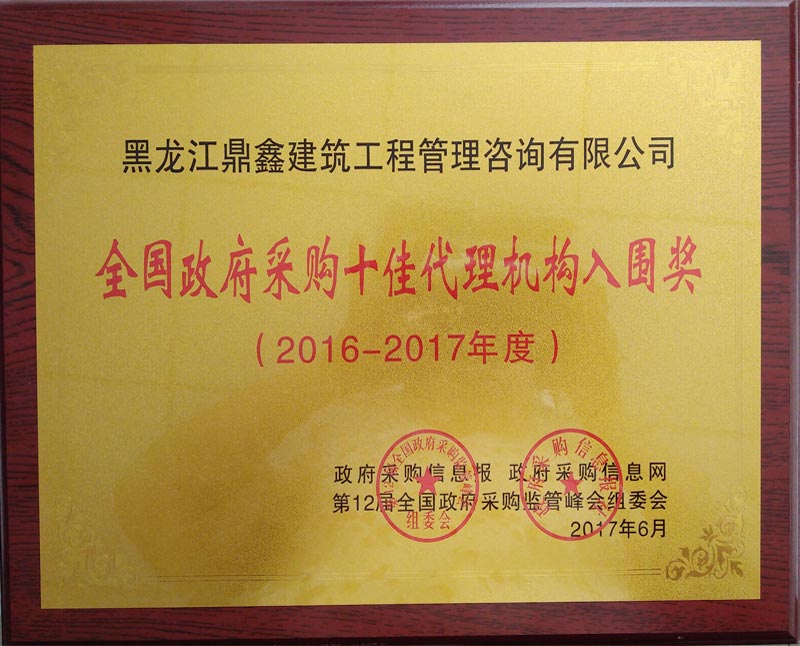 黑龙江鼎鑫建筑工程管理咨询有限公司
全国政府采购十佳代理机构入围奖
（2016-2017年度）
政府采购信息报 政府采购信息网
第12届全国政府采购监管峰会组委会
2017年6月
组委会